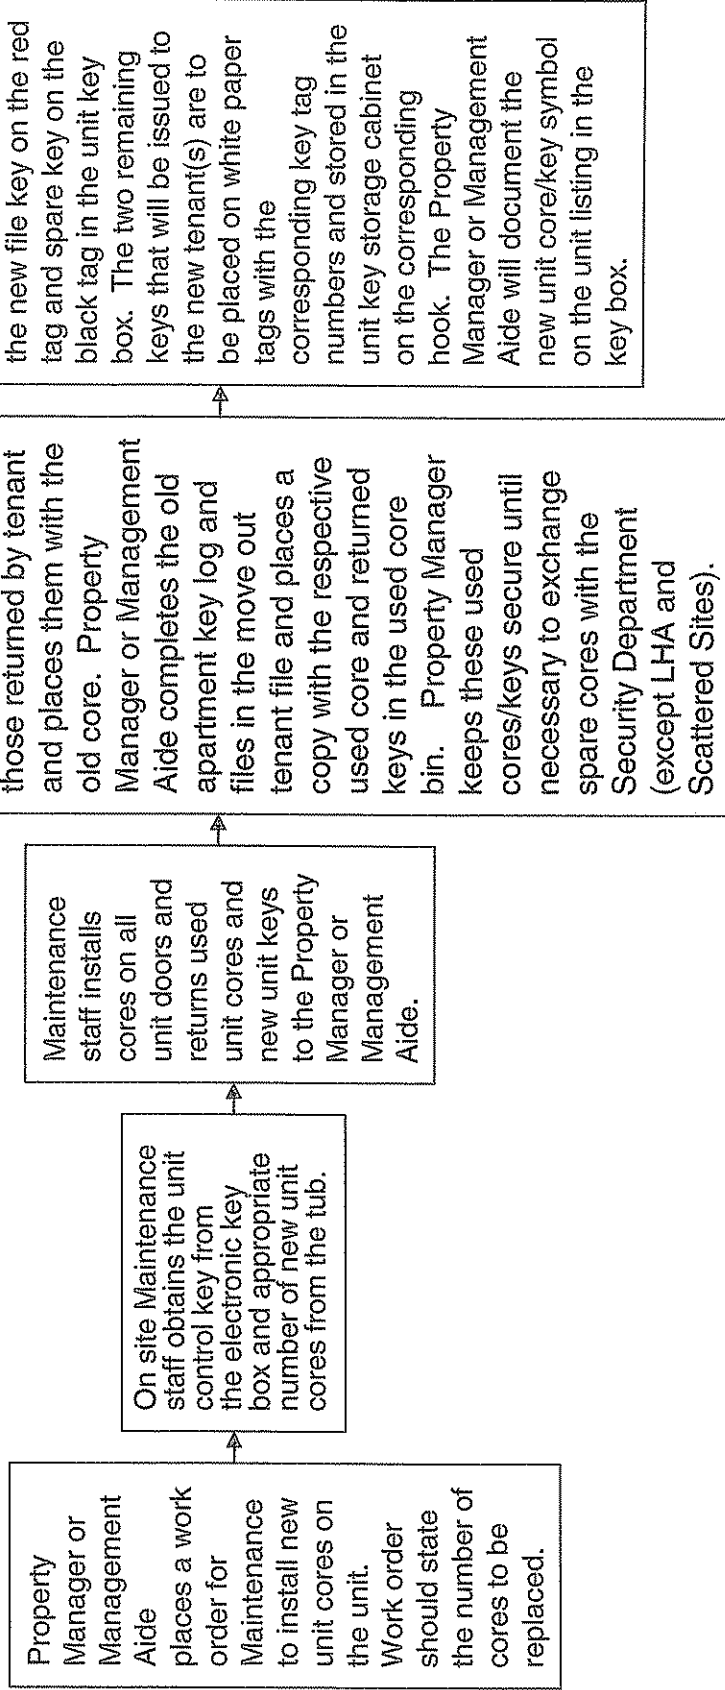 Property
Manager or
Management
Aide
places a work
order for
Maintenance
to install new
unit cores on
the unit.
Work order
should state
the number of
cores to be
replaced.
On site Maintenance
staff obtains the unit
control key from
the electronic key
box and appropriate
number of new unit
cores from the tub.
Maintenance
staff installs
cores on all
unit doors and
returns used
unit cores and
new unit keys
to the Property
Manager or
Management
Aide.
those returned by tenant
and places them with the
old core. Property
Manager or Management
Aide completes the old
apartment key log and
files in the move out
tenant file and places a
copy with the respective
used core and returned
keys in the used core
bin. Property Manager
keeps these used
cores/keys secure until
necessary to exchange
spare cores with the
Security Department
(except LHA and
Scattered Sites).
the new file key on the red
tag and spare key on the
black tag in the unit key
box. The two remaining
keys that will be issued to
the new tenant(s) are to
be placed on white paper
tags with the
corresponding key tag
numbers and stored in the
unit key storage cabinet
on the corresponding
hook. The Property
Manager or Management
Aide will document the
new unit core/key symbol
on the unit listing in the
key box.